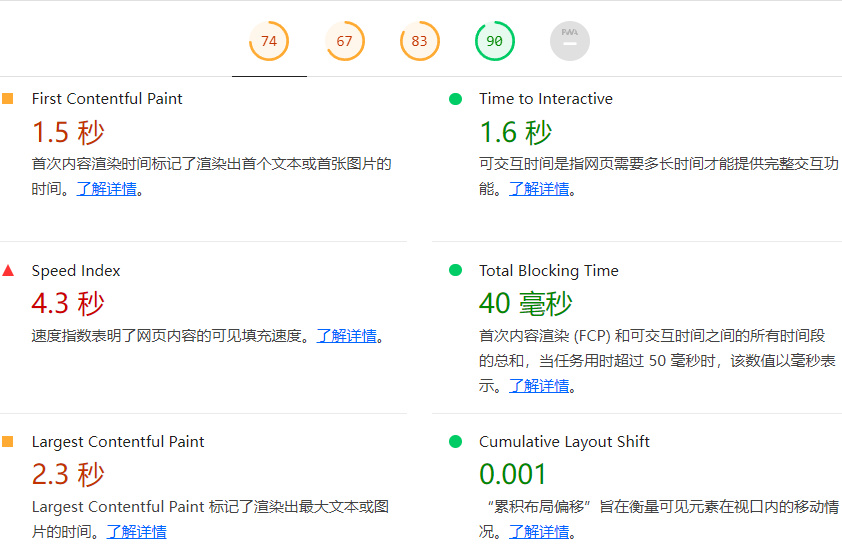 74 67 83 90 PWA
First Contentful Paint
1.5 秒
首次内容渲染时间标记了渲染出首个文本或首张图片的
时间。了解详情。
Time to Interactive
1.6 秒
可交互时间是指网页需要多长时间才能提供完整交互功
能。了解详情。
Speed Index
4.3 秒
速度指数表明了网页内容的可见填充速度。了解详情。
Total Blocking Time
40 毫秒
首次内容渲染 (FCP) 和可交互时间之间的所有时间段
的总和，当任务用时超过 50 毫秒时，该数值以毫秒表
示。了解详情。
Largest Contentful Paint
2.3 秒
Largest Contentful Paint 标记了渲染出最大文本或图
片的时间。了解详情
Cumulative Layout Shift
0.001
“累积布局偏移”旨在衡量可见元素在视口内的移动情
况。了解详情。